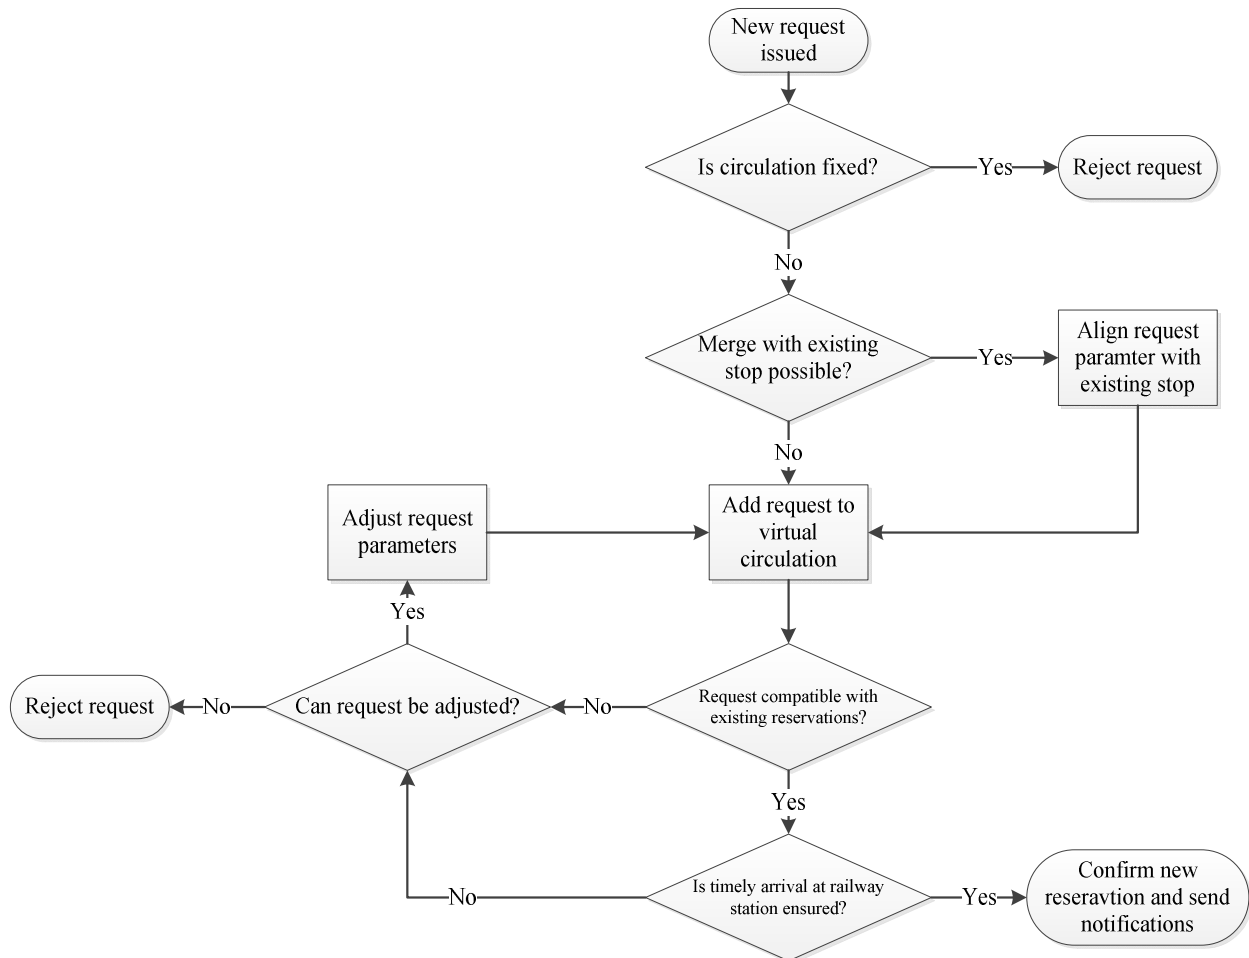 New request
issued
Is circulation fixed?
Yes
Reject request
No
Merge with existing
stop possible?
Yes
Align request
paramter with
existing stop
No
Adjust request
parameters
Add request to
virtual
circulation
Yes
Reject request
No
Can request be adjusted?
No
Request compatible with
existing reservations?
Yes
No
Is timely arrival at railway
station ensured?
Yes
Confirm new
reseravtion and send
notifications